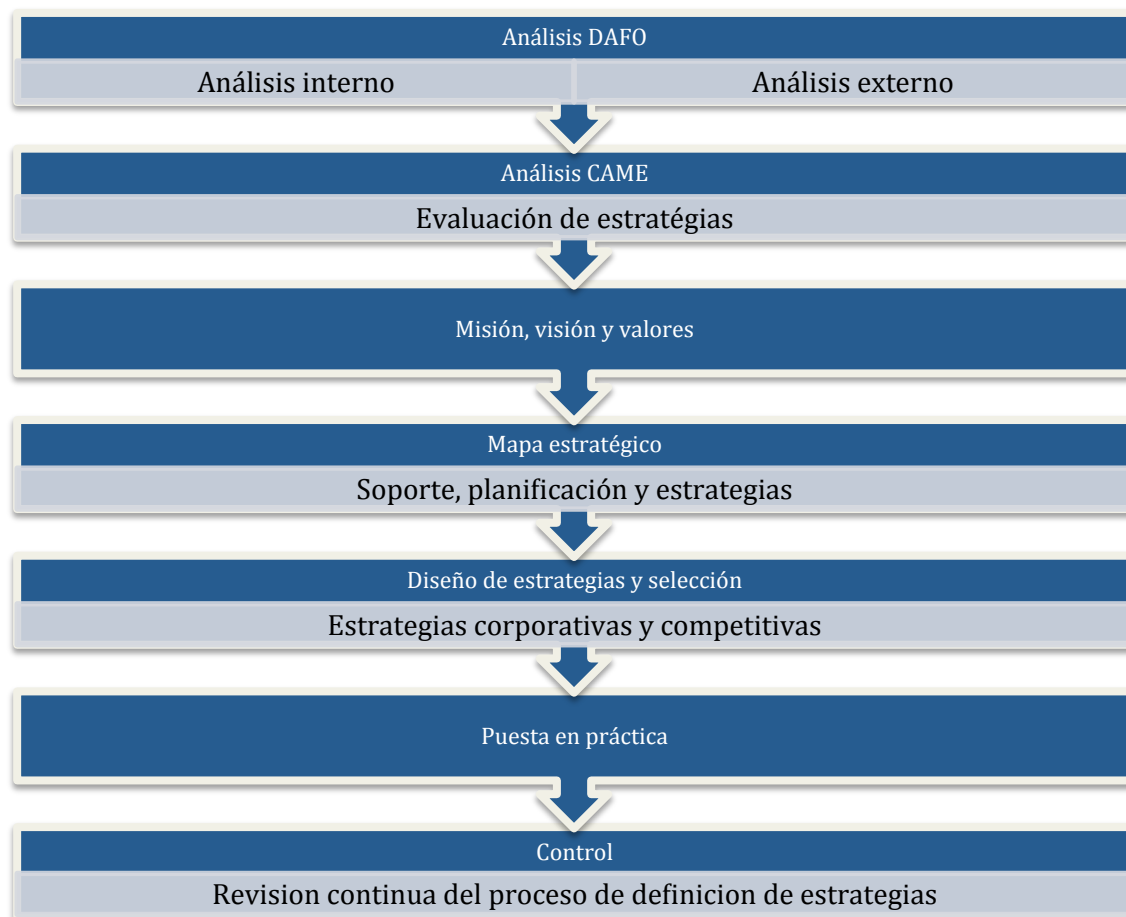 Análisis DAFO
Análisis interno
Análisis externo
Análisis CAME
Evaluación de estratégias
Misión, visión y valores
Mapa estratégico
Soporte, planificación y estrategias
Diseño de estrategias y selección
Estrategias corporativas y competitivas
Puesta en práctica
Control
Revision continua del proceso de definicion de estrategias